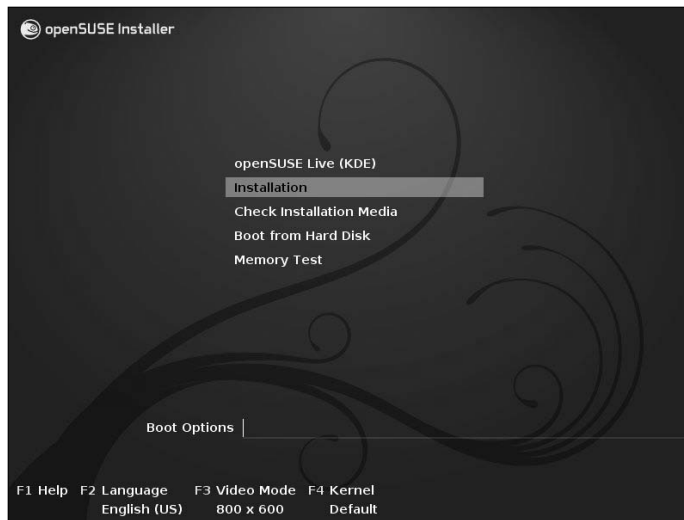 openSUSE Installer
openSUSE Live (KDE)
Installation
Check Installation Media
Boot from Hard Disk
Memory Test
Boot Options
F1 Help F2 Language F3 Video Mode F4 Kernel
English (US) 800 x 600 Default